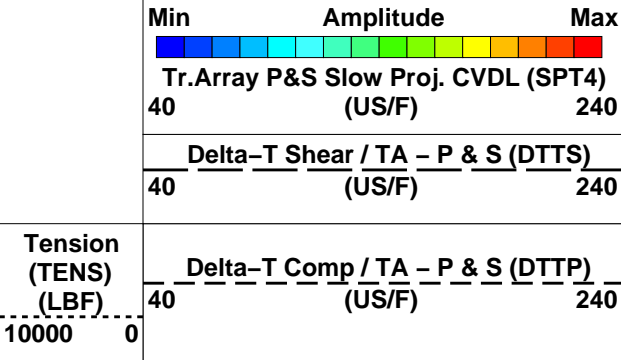 Min Amplitude Max
Tr.Array P&S Slow Proj. CVDL (SPT4)
40 (US/F) 240
Delta–T Shear / TA – P & S (DTTS)
40 (US/F) 240
Tension
(TENS)
(LBF)
10000 0
Delta–T Comp / TA – P & S (DTTP)
40 (US/F) 240